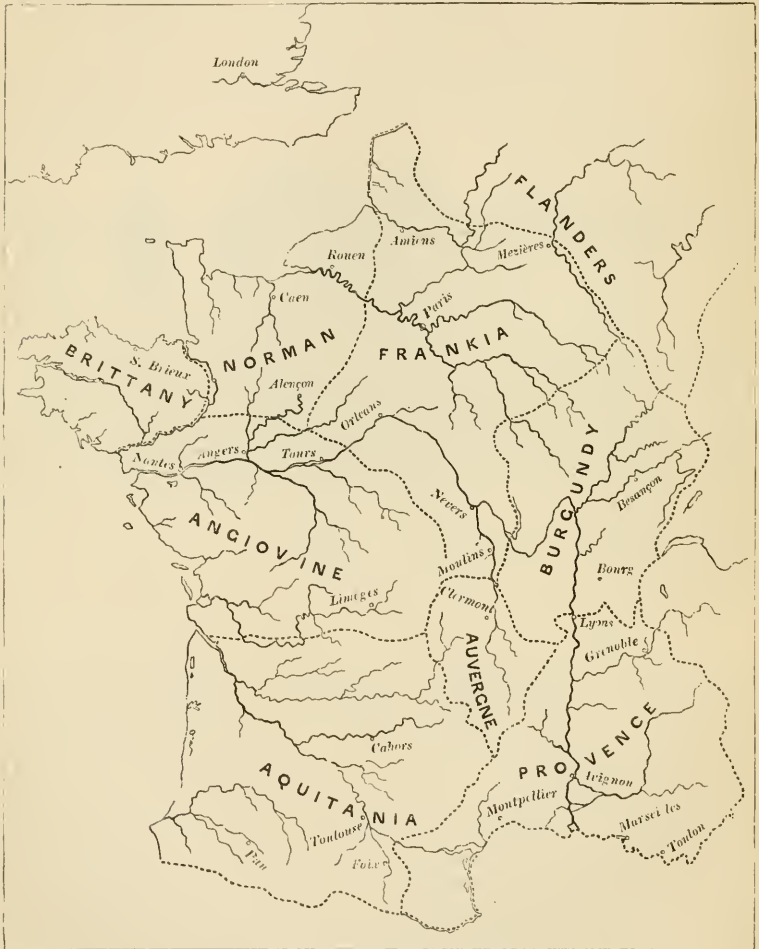 London
FLANDERS
Amiens
Mezières
Rouen
Caen
Paris
NORMAN
FRANKIA
BRITTANY
S. Brieux
Alençon
Orleans
Nantes
Angers
Tours
BURGUNDY
Besançon
Nevers
ANGIOVINE
Moulins
Bourg
Limoges
Clermont
Lyons
Grenoble
AUVERGNE
Cahors
PROVENCE
Avignon
AQUITANIA
Montpellier
Marseilles
Toulouse
Toulon
Pau
Foix